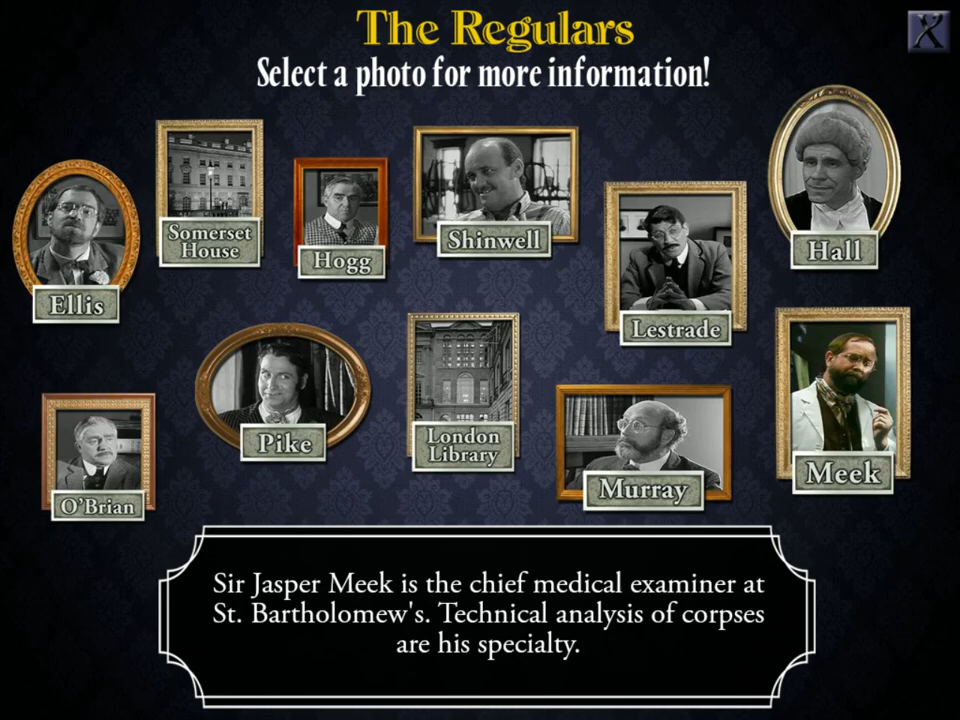 The Regulars
X
Select a photo for more information!
Ellis
Somerset
House
Hogg
Shinwell
Lestrade
Hall
O'Brian
Pike
London
Library
Murray
Meek
Sir Jasper Meek is the chief medical examiner at
St. Bartholomew's. Technical analysis of corpses
are his specialty.